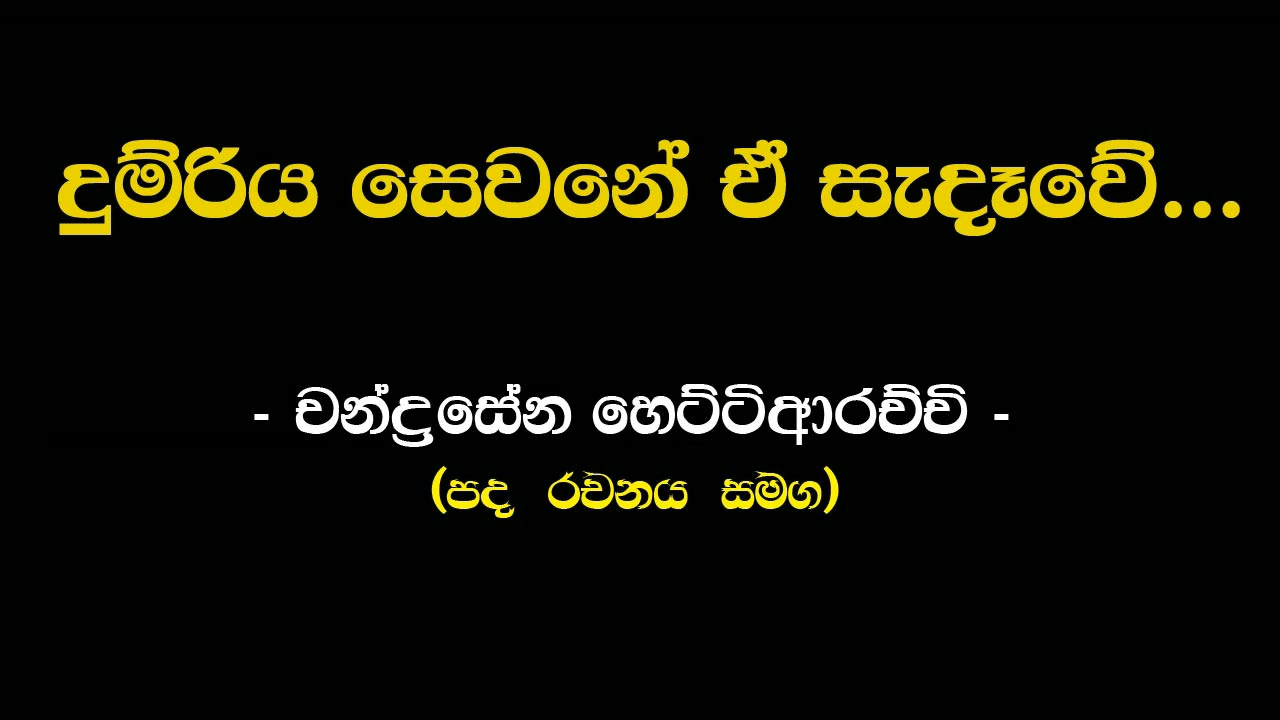 දුම්රිය සෙවනේ ඒ සැදෑවේ...
- චන්ද්‍රසේන හෙට්ටිආරච්චි -
(පද රචනය සමග)